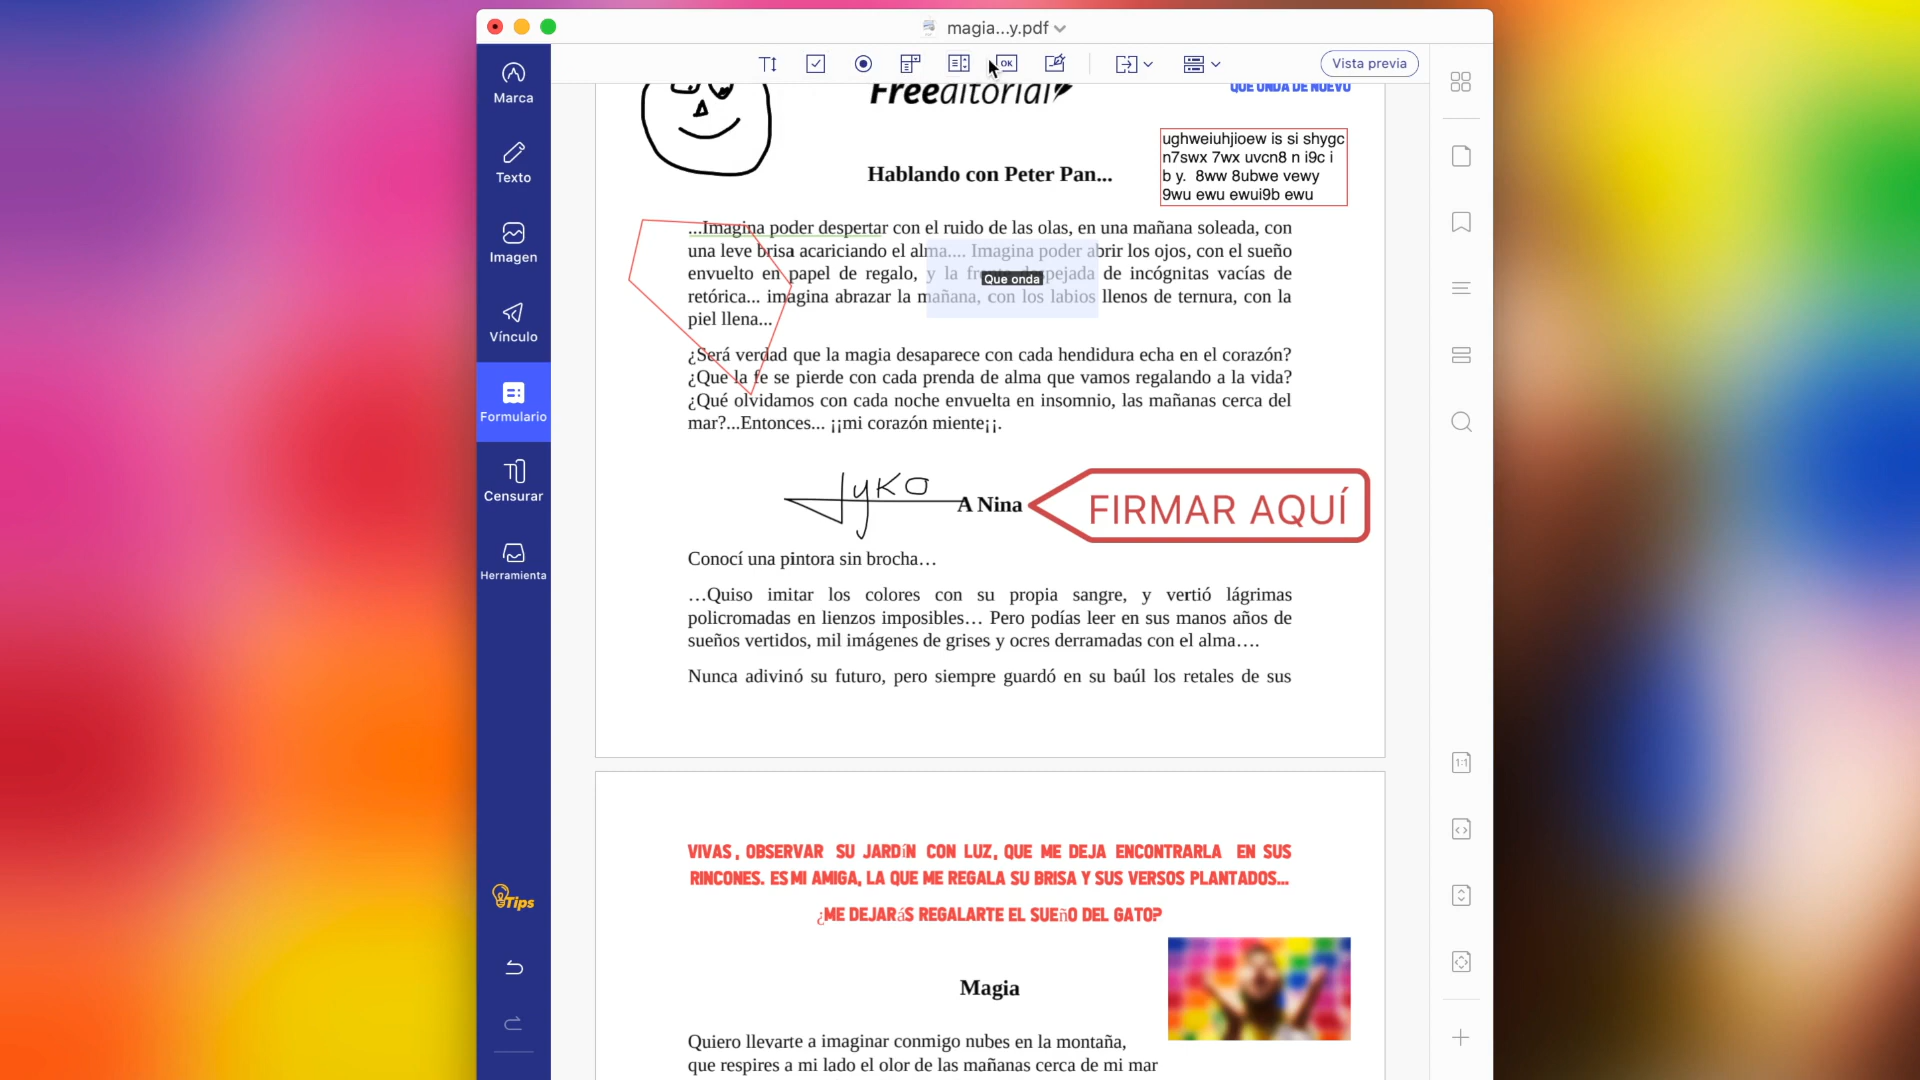 magia...y.pdf
OK
Vista previa
Marca
Texto
Imagen
Vínculo
Formulario
Censurar
Herramienta
Tips
Freeditorial
QUE ONDA DE NUEVO
ughweiuhjioew is si shygc
n7swx 7wx uvcn8 n i9c i
b y. 8ww 8ubwe vewy
9wu ewu ewui9b ewu
Hablando con Peter Pan...
...Imagina poder despertar con el ruido de las olas, en una mañana soleada, con
una leve brisa acariciando el alma.... Imagina poder abrir los ojos, con el sueño
envuelto en papel de regalo, y la despejada de incógnitas vacías de
Que onda
retórica... imagina abrazar la mañana, con los labios llenos de ternura, con la
piel llena...
¿Será verdad que la magia desaparece con cada hendidura echa en el corazón?
¿Que la fe se pierde con cada prenda de alma que vamos regalando a la vida?
¿Qué olvidamos con cada noche envuelta en insomnio, las mañanas cerca del
mar?...Entonces... ¡¡mi corazón miente¡¡.
Jyko
A Nina
FIRMAR AQUÍ
Conocí una pintora sin brocha…
…Quiso imitar los colores con su propia sangre, y vertió lágrimas
policromadas en lienzos imposibles… Pero podías leer en sus manos años de
sueños vertidos, mil imágenes de grises y ocres derramadas con el alma….
Nunca adivinó su futuro, pero siempre guardó en su baúl los retales de sus
VIVAS, OBSERVAR SU JARDíN CON LUZ, QUE ME DEJA ENCONTRARLA EN SUS
RINCONES. ES MI AMIGA, LA QUE ME REGALA SU BRISA Y SUS VERSOS PLANTADOS...
¿ME DEJARáS REGALARTE EL SUEñO DEL GATO?
Magia
Quiero llevarte a imaginar conmigo nubes en la montaña,
que respires a mi lado el olor de las mañanas cerca de mi mar
1:1